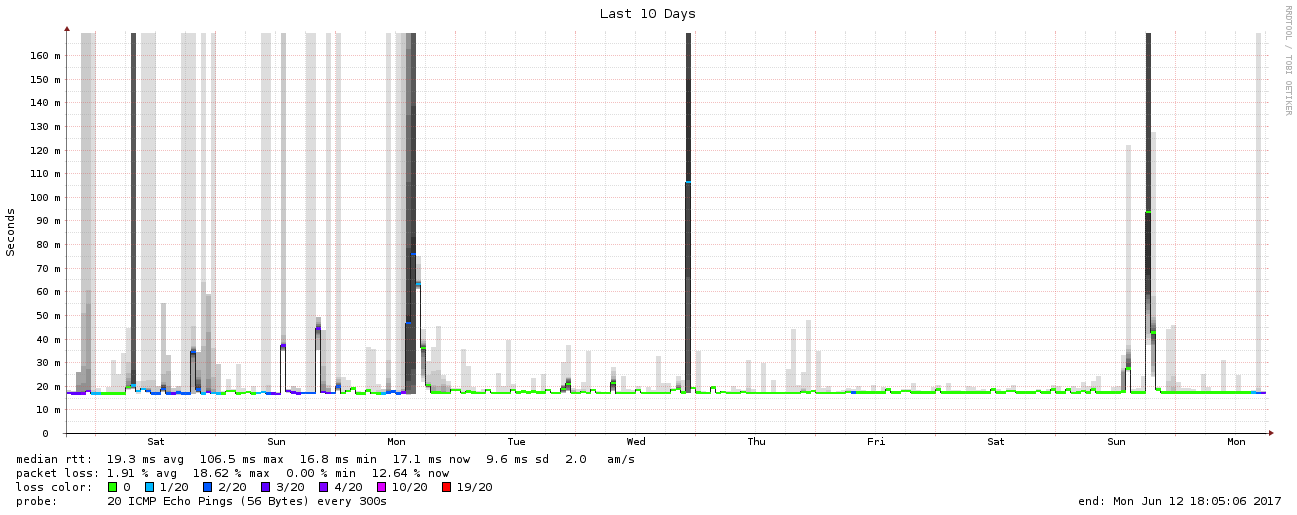 Last 10 Days
RRDTOOL / TOBI OETIKER
Seconds
160 m
150 m
140 m
130 m
120 m
110 m
100 m
90 m
80 m
70 m
60 m
50 m
40 m
30 m
20 m
10 m
0
Sat Sun Mon Tue Wed Thu Fri Sat Sun Mon
median rtt: 19.3 ms avg 106.5 ms max 16.8 ms min 17.1 ms now 9.6 ms sd 2.0 am/s
packet loss: 1.91 % avg 18.62 % max 0.00 % min 12.64 % now
loss color: 0 1/20 2/20 3/20 4/20 10/20 19/20
probe: 20 ICMP Echo Pings (56 Bytes) every 300s end: Mon Jun 12 18:05:06 2017